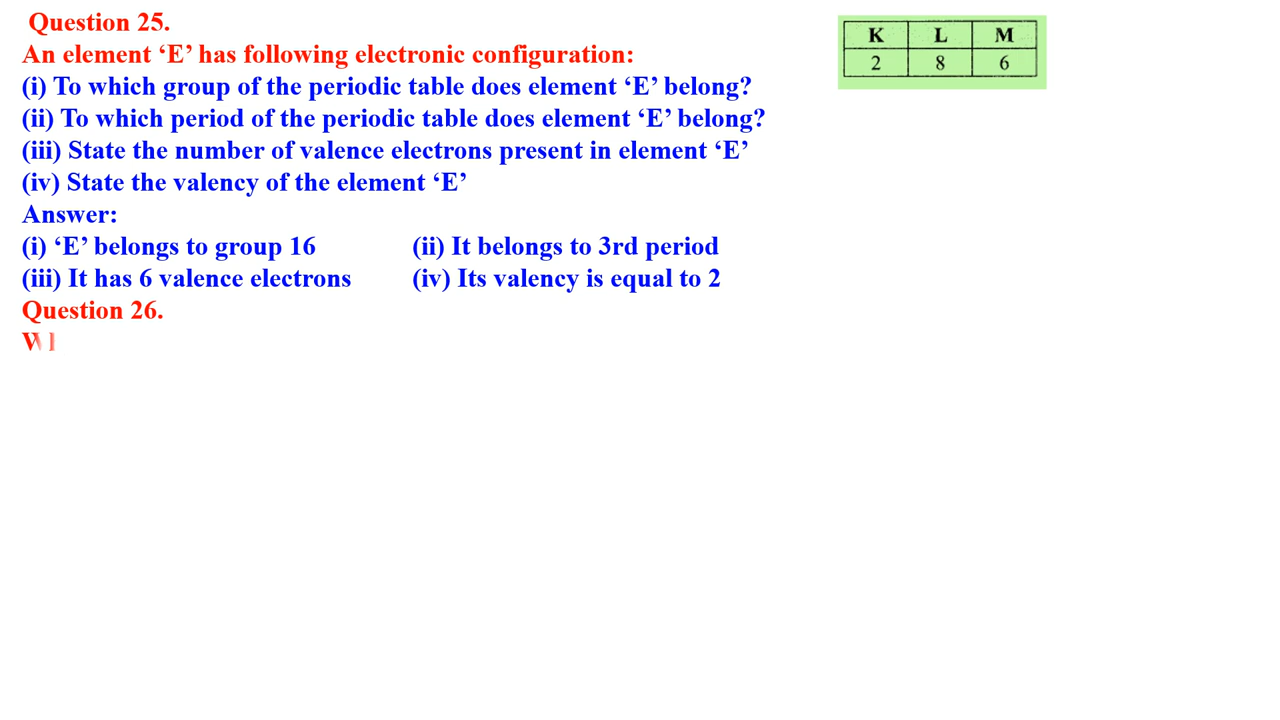 Question 25.
An element ‘E’ has following electronic configuration:
K L M
2 8 6
(i) To which group of the periodic table does element ‘E’ belong?
(ii) To which period of the periodic table does element ‘E’ belong?
(iii) State the number of valence electrons present in element ‘E’
(iv) State the valency of the element ‘E’
Answer:
(i) ‘E’ belongs to group 16 (ii) It belongs to 3rd period
(iii) It has 6 valence electrons (iv) Its valency is equal to 2
Question 26.